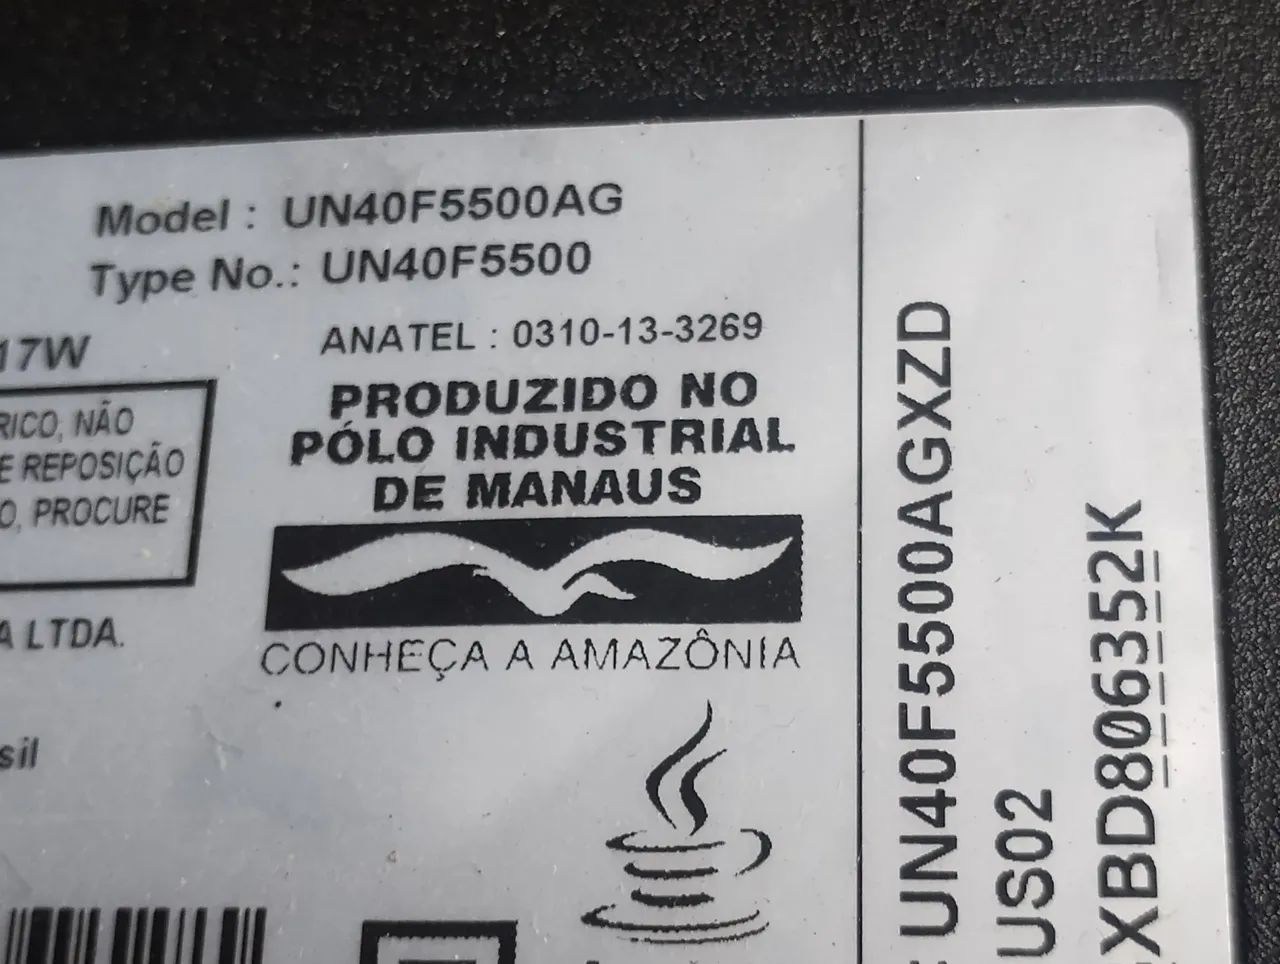 Model : UN40F5500AG
Type No.: UN40F5500
17W
ANATEL : 0310-13-3269
PRODUZIDO NO
PÓLO INDUSTRIAL
DE MANAUS
CONHEÇA A AMAZÔNIA
RICO, NÃO
E REPOSIÇÃO
O, PROCURE
A LTDA.
sil
UN40F5500AGXZD
US02
XBD806352K